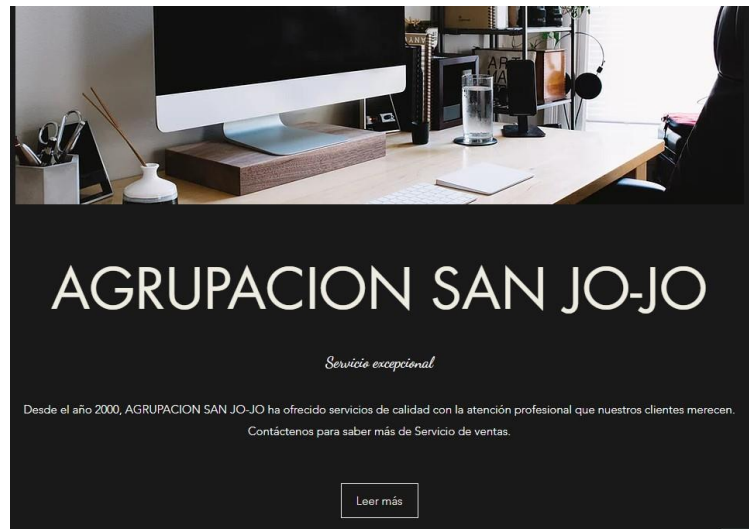 ART
AGRUPACION SAN JO-JO
Servicio excepcional
Desde el año 2000, AGRUPACION SAN JO-JO ha ofrecido servicios de calidad con la atención profesional que nuestros clientes merecen.
Contáctenos para saber más de Servicio de ventas.
Leer más